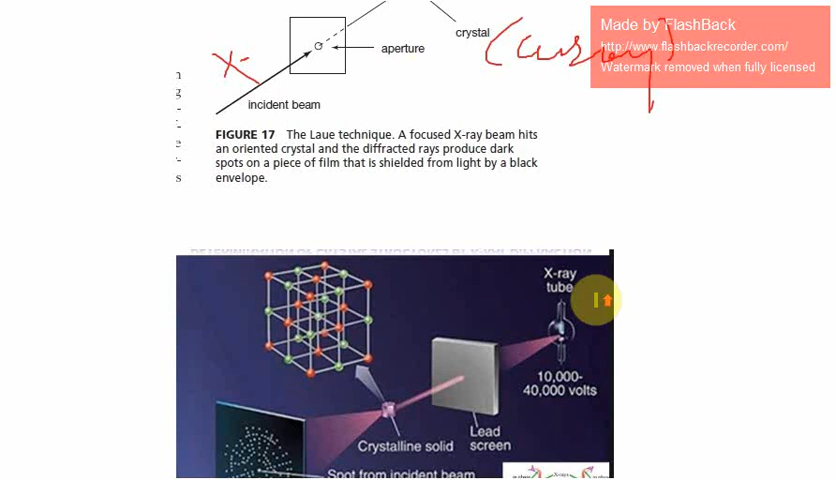 crystal
aperture
incident beam
X-
Made by FlashBack
http://www.flashbackrecorder.com/
Watermark removed when fully licensed
n
g
-
-
e
-
s
FIGURE 17 The Laue technique. A focused X-ray beam hits
an oriented crystal and the diffracted rays produce dark
spots on a piece of film that is shielded from light by a black
envelope.
X-ray
tube
10,000-
40,000 volts
Lead
screen
Crystalline solid
Spot from incident beam
X-rays